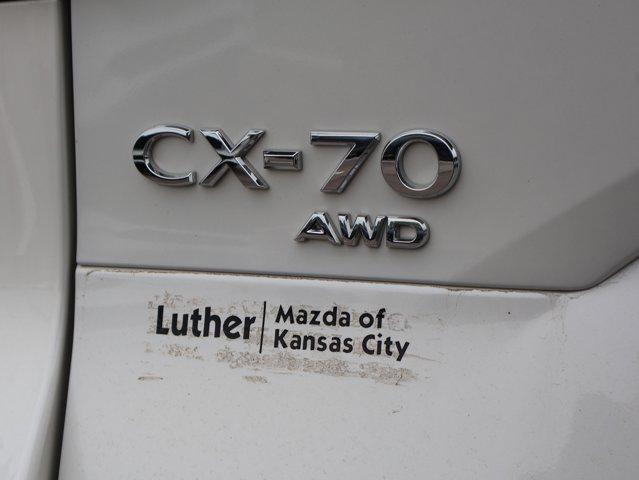 CX-70
AWD
Luther
Mazda of
Kansas City